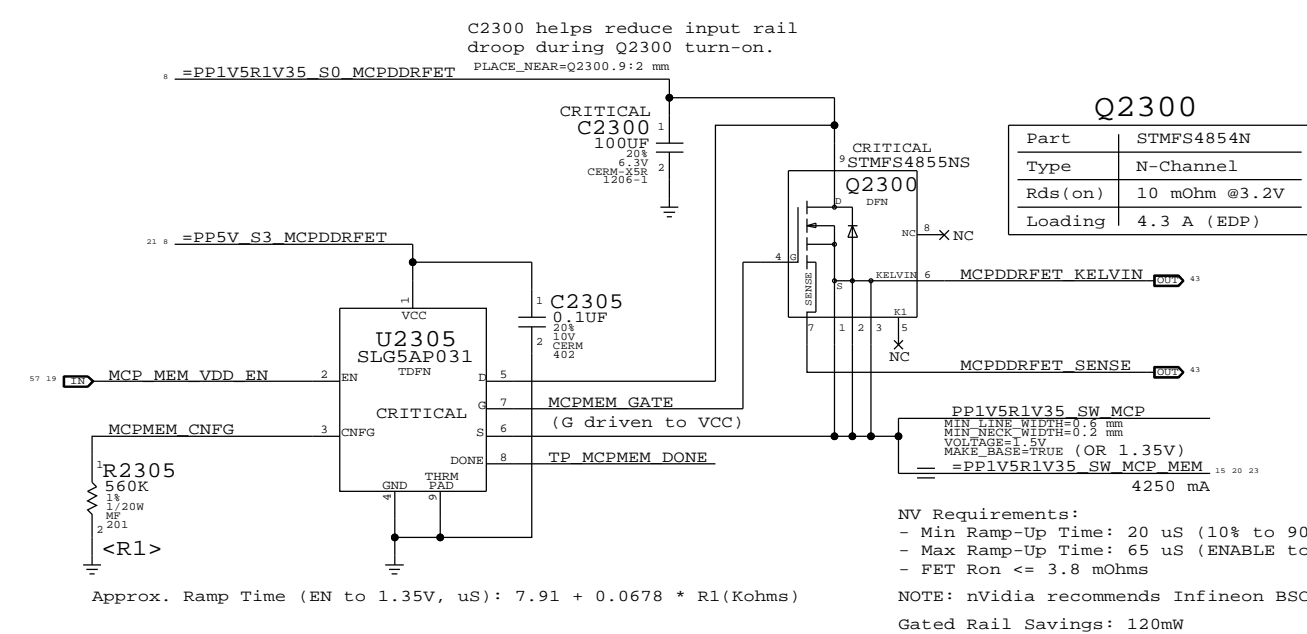 C2300 helps reduce input rail
droop during Q2300 turn-on.
PLACE_NEAR=Q2300.9:2 mm
8 =PP1V5R1V35_S0_MCPDDRFET
CRITICAL
C2300 1
100UF
20%
6.3V 2
CERM-X5R
1206-1
Q2300
Part STMFS4854N
Type N-Channel
Rds(on) 10 mOhm @3.2V
Loading 4.3 A (EDP)
CRITICAL
9 STMFS4855NS
Q2300
D DFN
NC 8 NC
4 G
SENSE
S
KELVIN 6 MCPDDRFET_KELVIN OUT 43
K1
7 1 2 3 5
NC
MCPDDRFET_SENSE OUT 43
21 8 =PP5V_S3_MCPDDRFET
1
VCC
U2305
SLG5AP031
TDFN
1 C2305
0.1UF
20%
10V
2 CERM
402
57 19 IN MCP_MEM_VDD_EN 2 EN
D 5
CRITICAL
G 7 MCPMEM_GATE
(G driven to VCC)
MCPMEM_CNFG 3 CNFG
S 6
DONE 8 TP_MCPMEM_DONE
THRM
GND PAD
4 9
1 R2305
560K
1%
1/20W
MF
2 201
<R1>
PP1V5R1V35_SW_MCP
MIN_LINE_WIDTH=0.6 mm
MIN_NECK_WIDTH=0.2 mm
VOLTAGE=1.5V
MAKE_BASE=TRUE (OR 1.35V)
=PP1V5R1V35_SW_MCP_MEM 15 20 23
4250 mA
NV Requirements:
- Min Ramp-Up Time: 20 uS (10% to 90
- Max Ramp-Up Time: 65 uS (ENABLE to
- FET Ron <= 3.8 mOhms
Approx. Ramp Time (EN to 1.35V, uS): 7.91 + 0.0678 * R1(Kohms)
NOTE: nVidia recommends Infineon BSC
Gated Rail Savings: 120mW